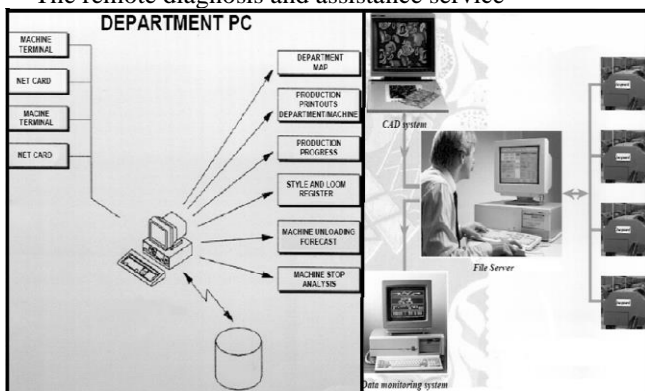 The remote diagnosis and assistance service
DEPARTMENT PC
MACHINE
TERMINAL
NET CARD
MACINE
TERMINAL
NET CARD
DEPARTMENT
MAP
PRODUCTION
PRINTOUTS
DEPARTMENT/MACHINE
PRODUCTION
PROGRESS
STYLE AND LOOM
REGISTER
MACHINE UNLOADING
FORECAST
MACHINE STOP
ANALYSIS
CAD system
File Server
Data monitoring system